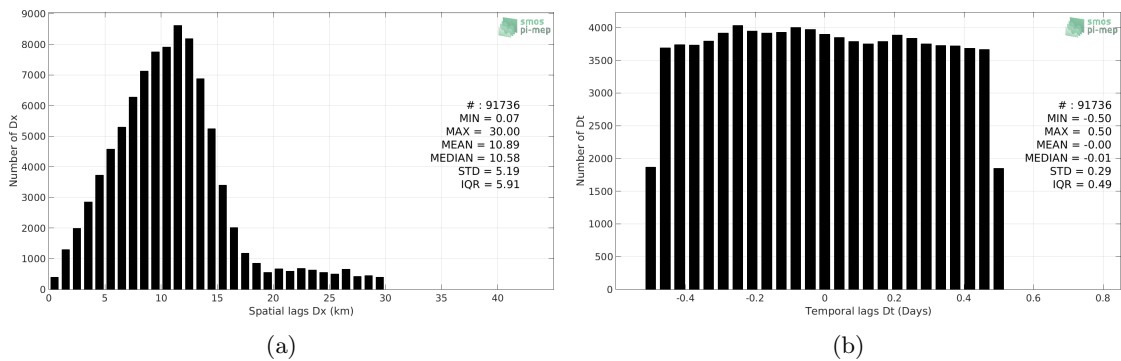 9000
8000
7000
6000
5000
4000
3000
2000
1000
0
Number of Dx
smos
pi-mep
# : 91736
MIN = 0.07
MAX = 30.00
MEAN = 10.89
MEDIAN = 10.58
STD = 5.19
IQR = 5.91
0 5 10 15 20 25 30 35 40
Spatial lags Dx (km)
(a)
4000
3500
3000
2500
2000
1500
1000
500
0
Number of Dt
smos
pi-mep
# : 91736
MIN = -0.50
MAX = 0.50
MEAN = -0.00
MEDIAN = -0.01
STD = 0.29
IQR = 0.49
-0.4 -0.2 0 0.2 0.4 0.6 0.8
Temporal lags Dt (Days)
(b)